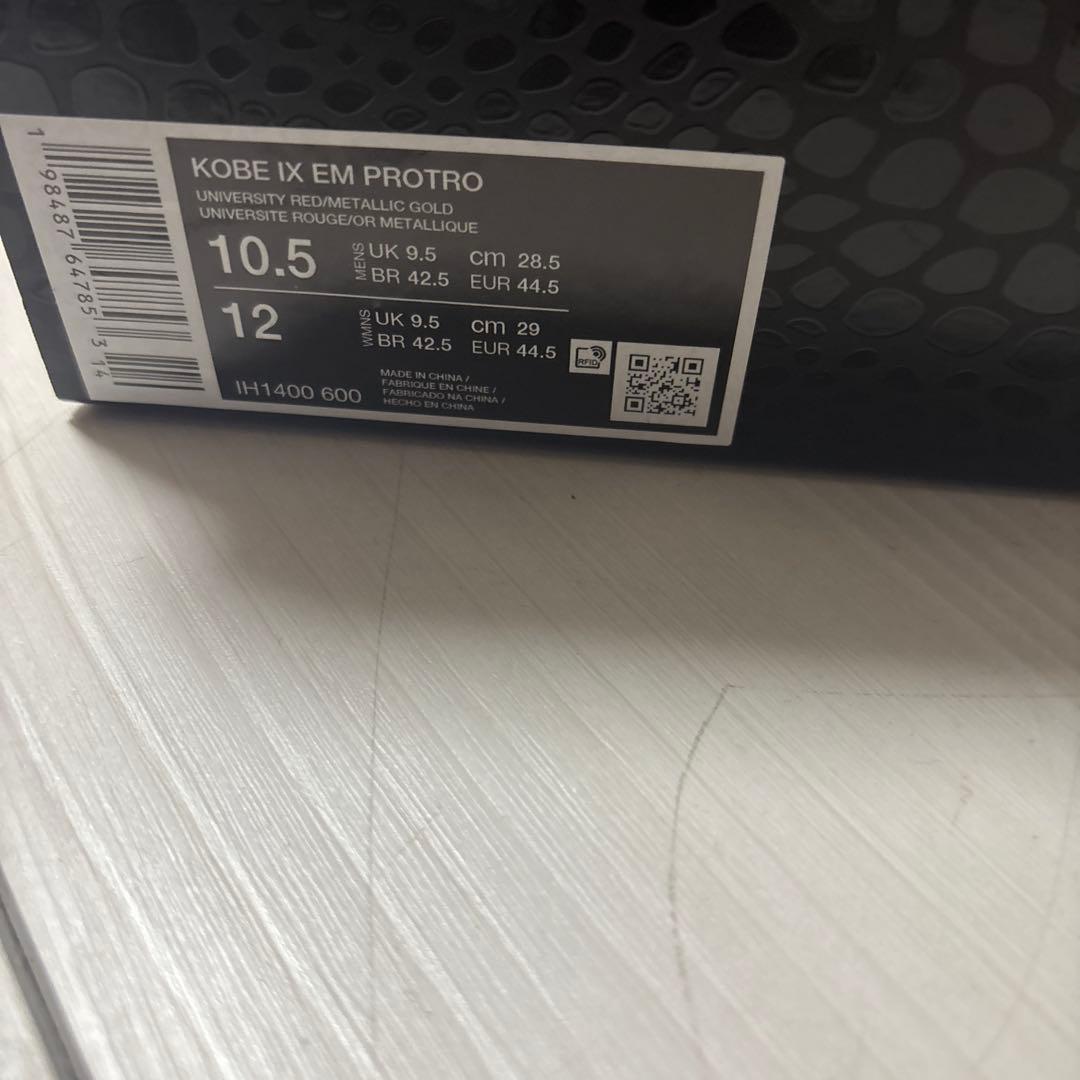 KOBE IX EM PROTRO
UNIVERSITY RED/METALLIC GOLD
UNIVERSITE ROUGE/OR METALLIQUE
10.5 MENS UK 9.5 cm 28.5
BR 42.5 EUR 44.5
12 WMNS UK 9.5 cm 29
BR 42.5 EUR 44.5
RFID
IH1400 600
MADE IN CHINA /
FABRIQUE EN CHINE /
FABRICADO NA CHINA /
HECHO EN CHINA
1 98487 64785 3 14